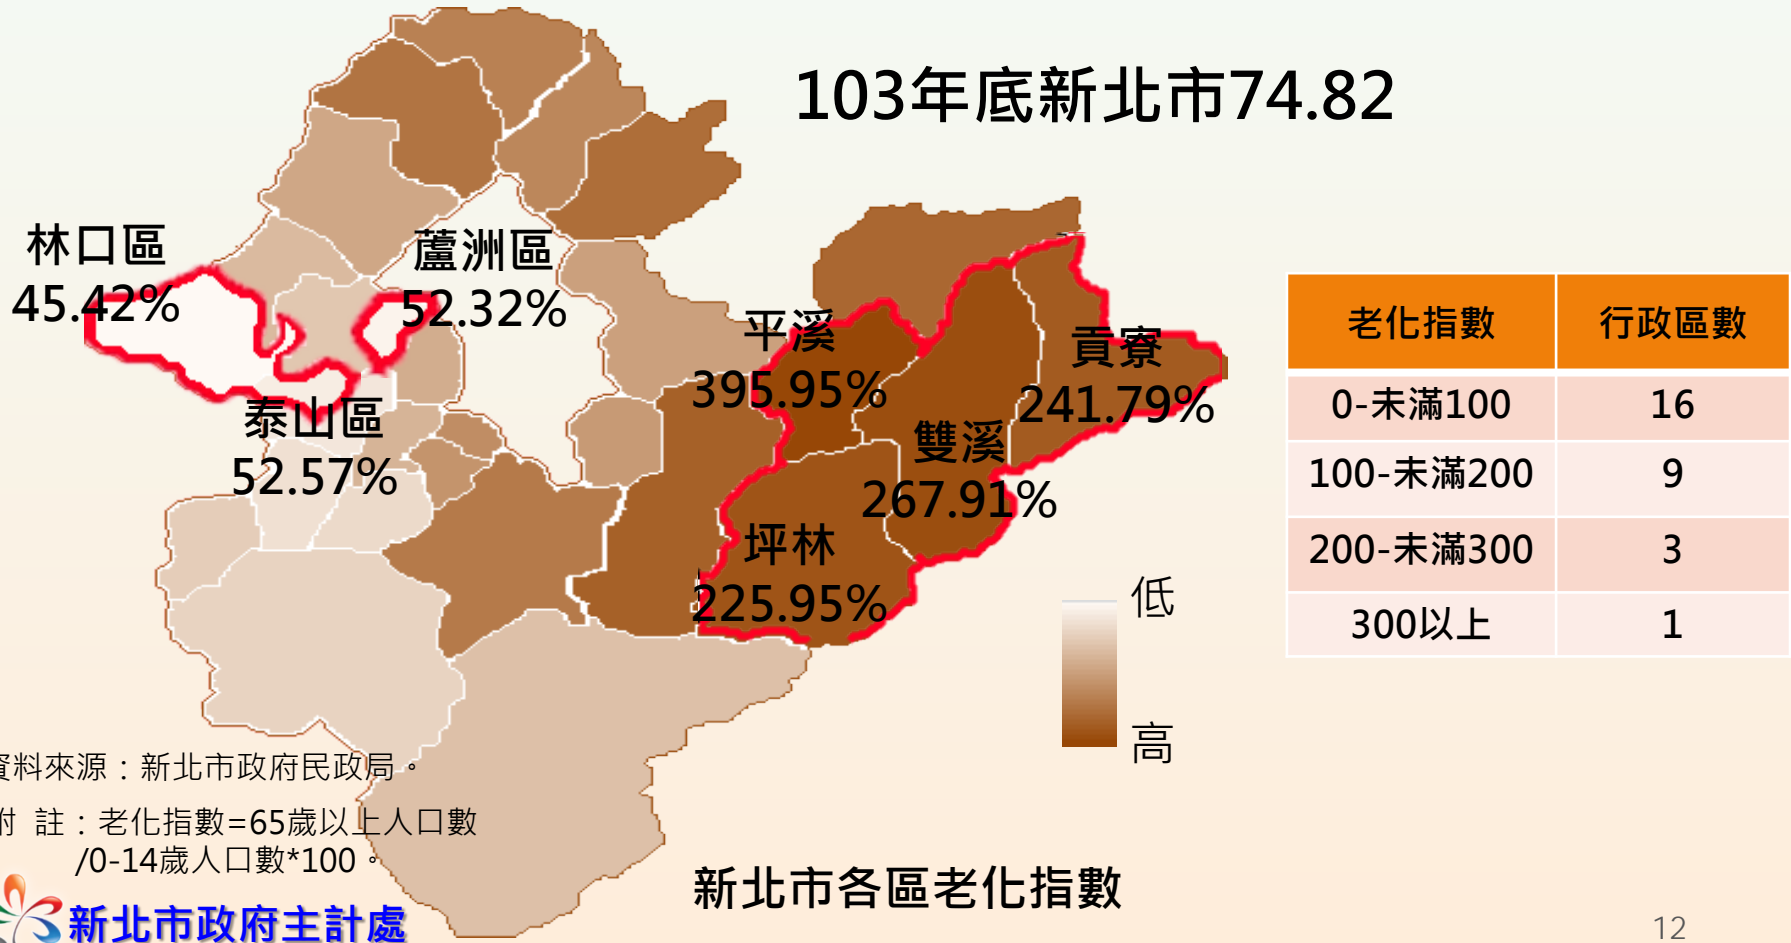 103年底新北市74.82
林口區
45.42%
蘆洲區
52.32%
泰山區
52.57%
平溪
395.95%
貢寮
241.79%
雙溪
267.91%
坪林
225.95%
老化指數 行政區數
0-未滿100 16
100-未滿200 9
200-未滿300 3
300以上 1
低
高
資料來源：新北市政府民政局。
附 註：老化指數=65歲以上人口數
/0-14歲人口數*100。
新北市各區老化指數
新北市政府主計處
12